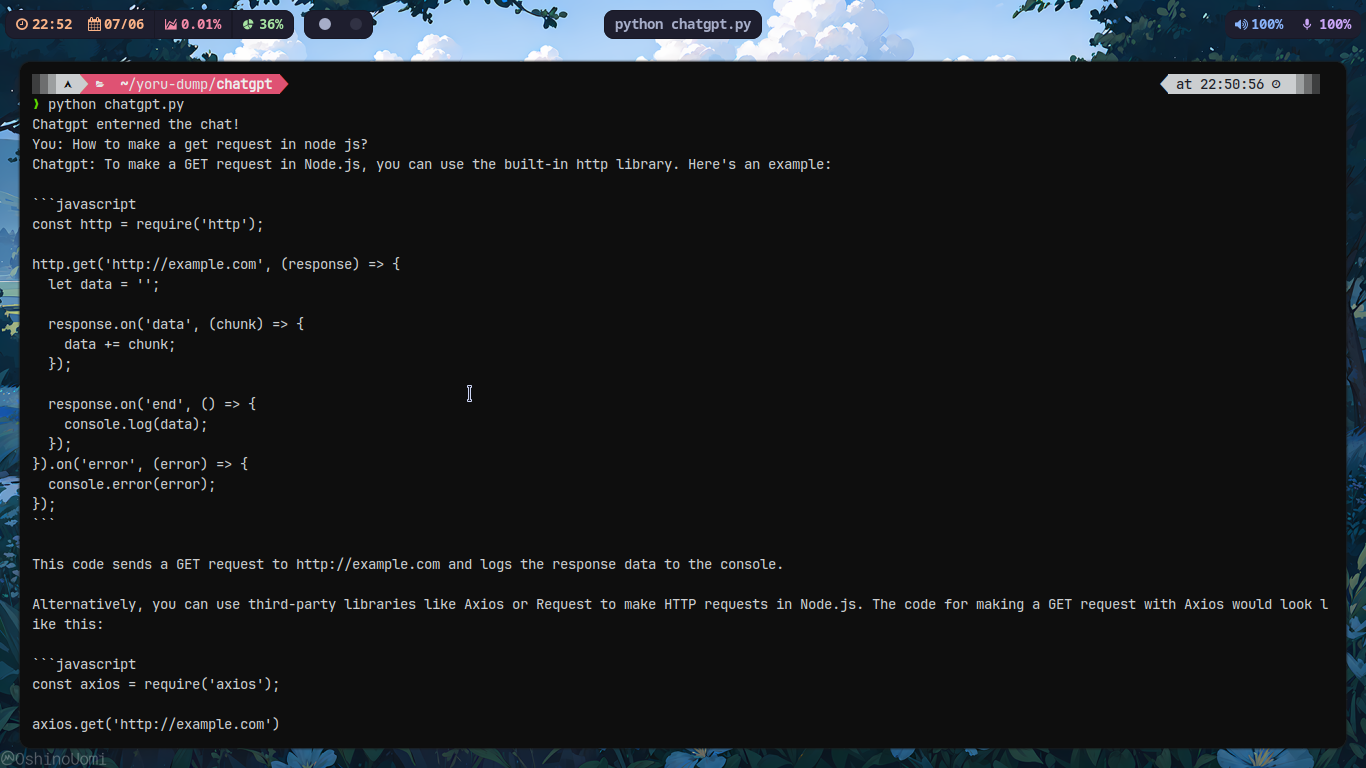 22:52 07/06 0.01% 36% python chatgpt.py 100% 100%
~/yoru-dump/chatgpt at 22:50:56
❯ python chatgpt.py
Chatgpt enterned the chat!
You: How to make a get request in node js?
Chatgpt: To make a GET request in Node.js, you can use the built-in http library. Here's an example:
```javascript
const http = require('http');
http.get('http://example.com', (response) => {
  let data = '';
  response.on('data', (chunk) => {
    data += chunk;
  });
  response.on('end', () => {
    console.log(data);
  });
}).on('error', (error) => {
  console.error(error);
});
```
This code sends a GET request to http://example.com and logs the response data to the console.
Alternatively, you can use third-party libraries like Axios or Request to make HTTP requests in Node.js. The code for making a GET request with Axios would look l
ike this:
```javascript
const axios = require('axios');
axios.get('http://example.com')
@OshinoUomi